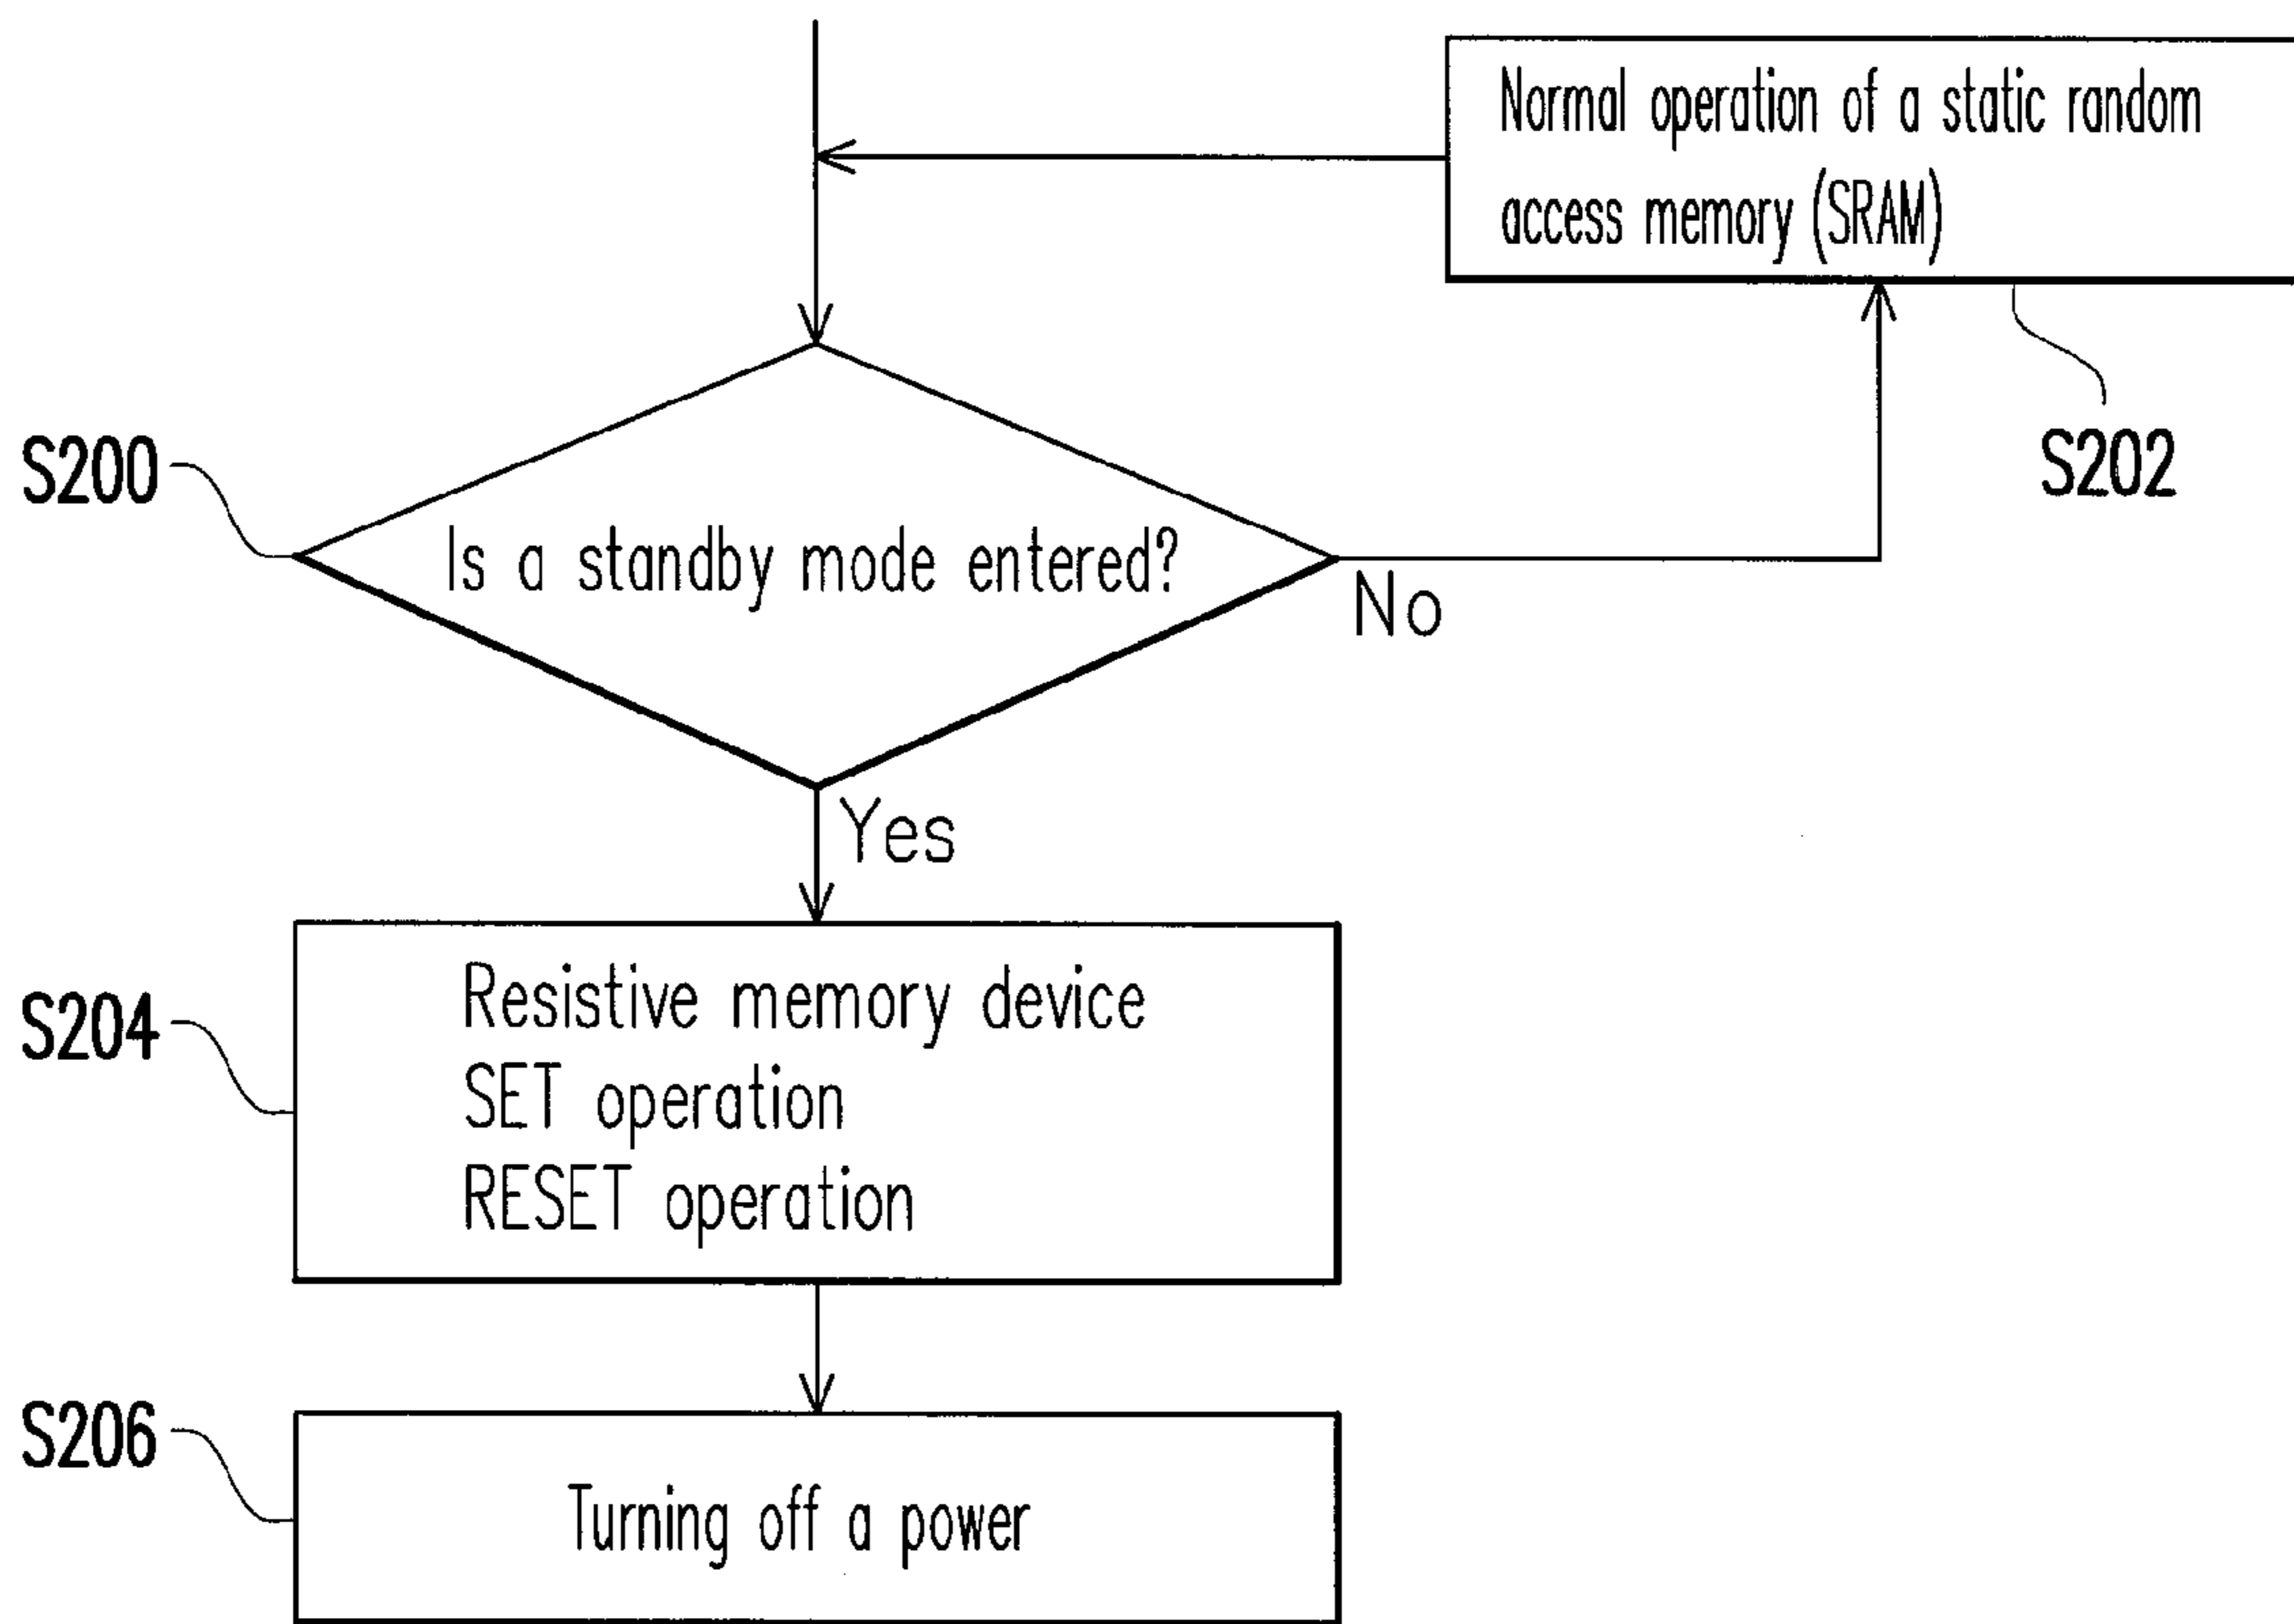 Normal operation of a static random
access memory (SRAM)
S202
S200
Is a standby mode entered?
No
Yes
S204
Resistive memory device
SET operation
RESET operation
S206
Turning off a power